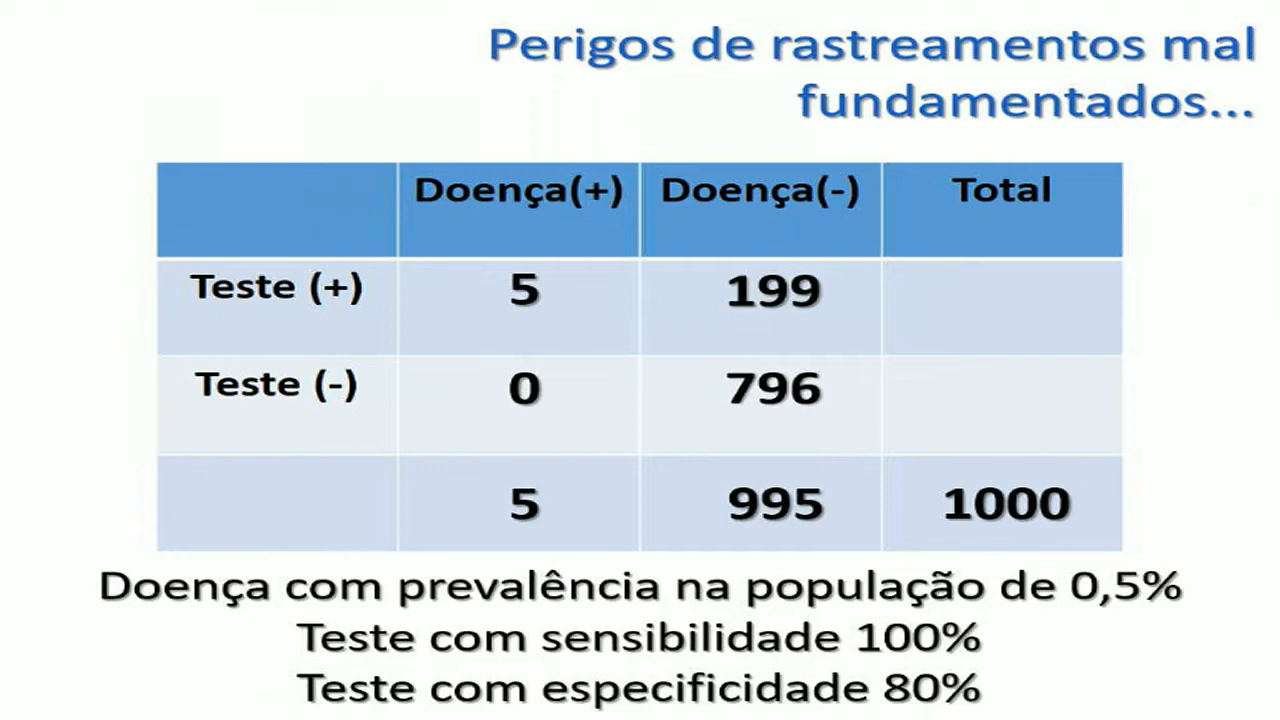 Perigos de rastreamentos mal
fundamentados...
Doença(+) Doença(-) Total
Teste (+) 5 199
Teste (-) 0 796
5 995 1000
Doença com prevalência na população de 0,5%
Teste com sensibilidade 100%
Teste com especificidade 80%